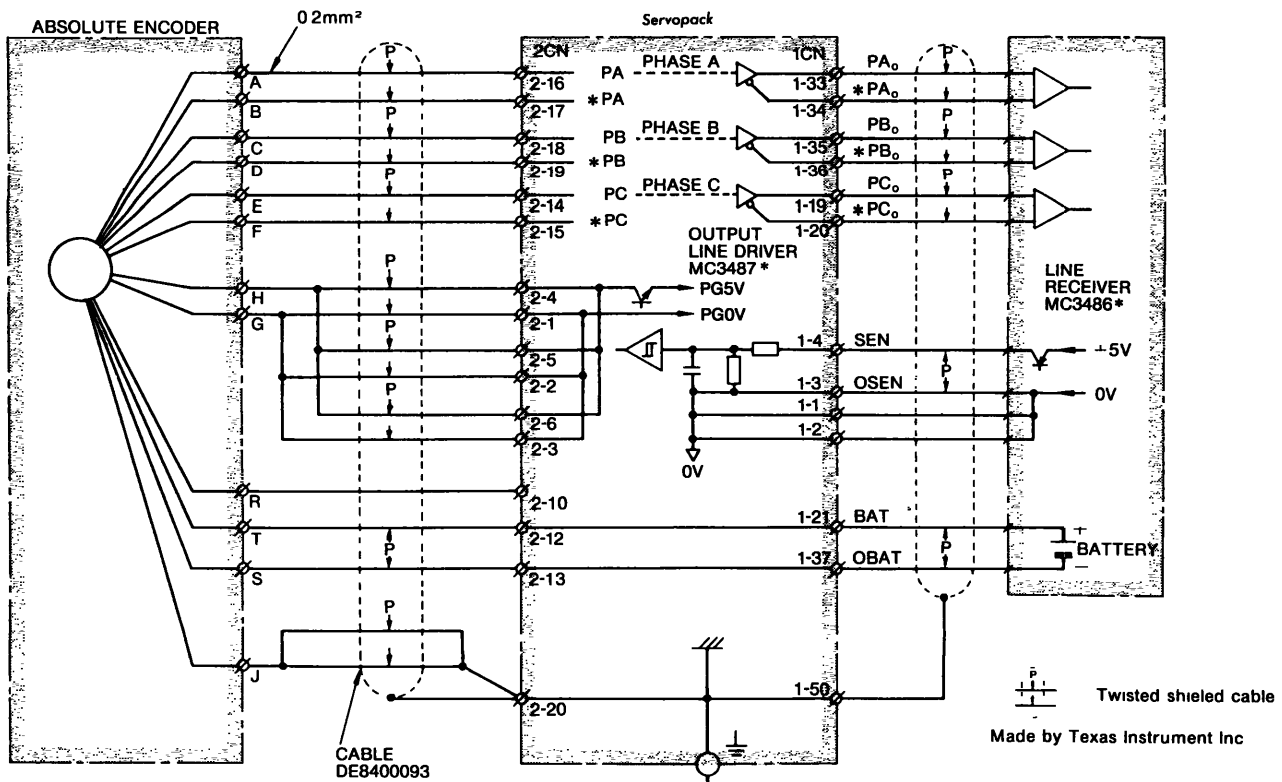 ABSOLUTE ENCODER
0 2mm²
Servopack
2CN
1CN
P
P
A
2-16
PA
PHASE A
1-33
PAo
B
2-17
*PA
1-34
*PAo
P
P
C
2-18
PB
PHASE B
1-35
PBo
D
2-19
*PB
1-36
*PBo
P
P
E
2-14
PC
PHASE C
1-19
PCo
F
2-15
*PC
1-20
*PCo
OUTPUT
LINE DRIVER
MC3487 *
LINE
RECEIVER
MC3486*
P
H
2-4
PG5V
G
2-1
PG0V
P
2-5
1-4
SEN
+5V
P
2-2
1-3
OSEN
P
0V
P
2-6
1-1
2-3
1-2
0V
R
2-10
T
2-12
1-21
BAT
+
P
P
BATTERY
S
2-13
1-37
OBAT
−
P
J
2-20
1-50
CABLE
DE8400093
P
Twisted shieled cable
Made by Texas Instrument Inc